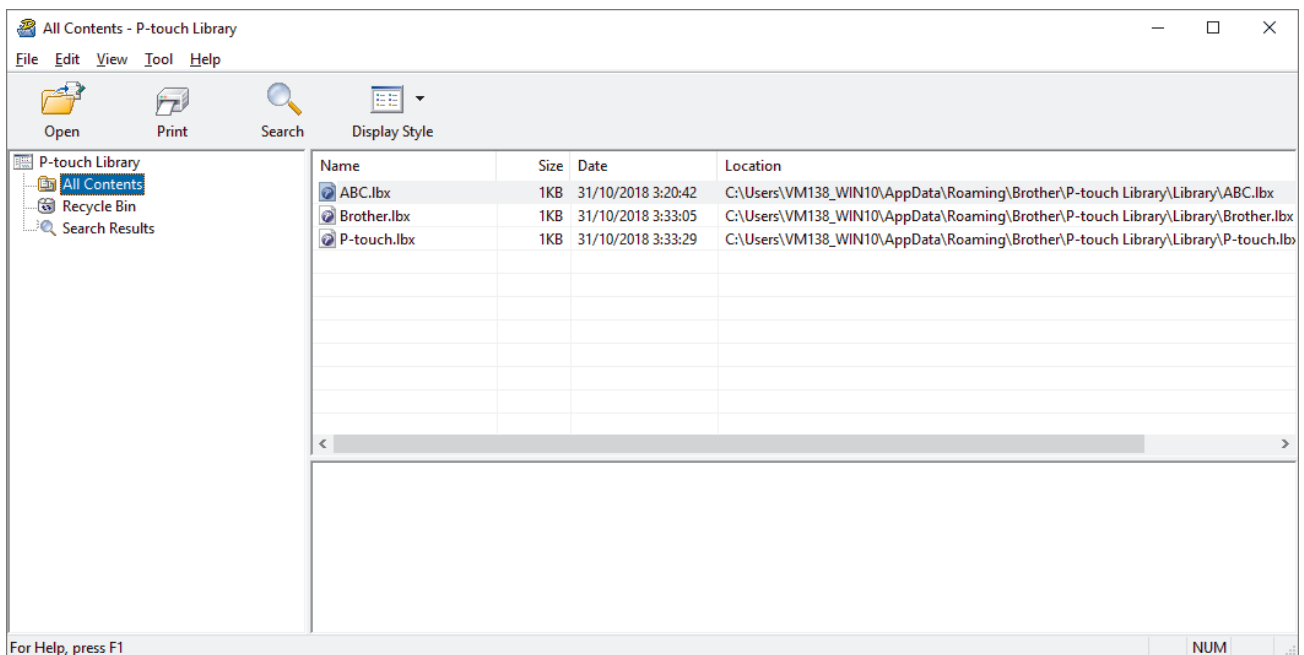 All Contents - P-touch Library
File Edit View Tool Help
Open Print Search Display Style
P-touch Library
All Contents
Recycle Bin
Search Results
Name Size Date Location
ABC.lbx 1KB 31/10/2018 3:20:42 C:\Users\VM138_WIN10\AppData\Roaming\Brother\P-touch Library\Library\ABC.lbx
Brother.lbx 1KB 31/10/2018 3:33:05 C:\Users\VM138_WIN10\AppData\Roaming\Brother\P-touch Library\Library\Brother.lbx
P-touch.lbx 1KB 31/10/2018 3:33:29 C:\Users\VM138_WIN10\AppData\Roaming\Brother\P-touch Library\Library\P-touch.lbx
For Help, press F1 NUM